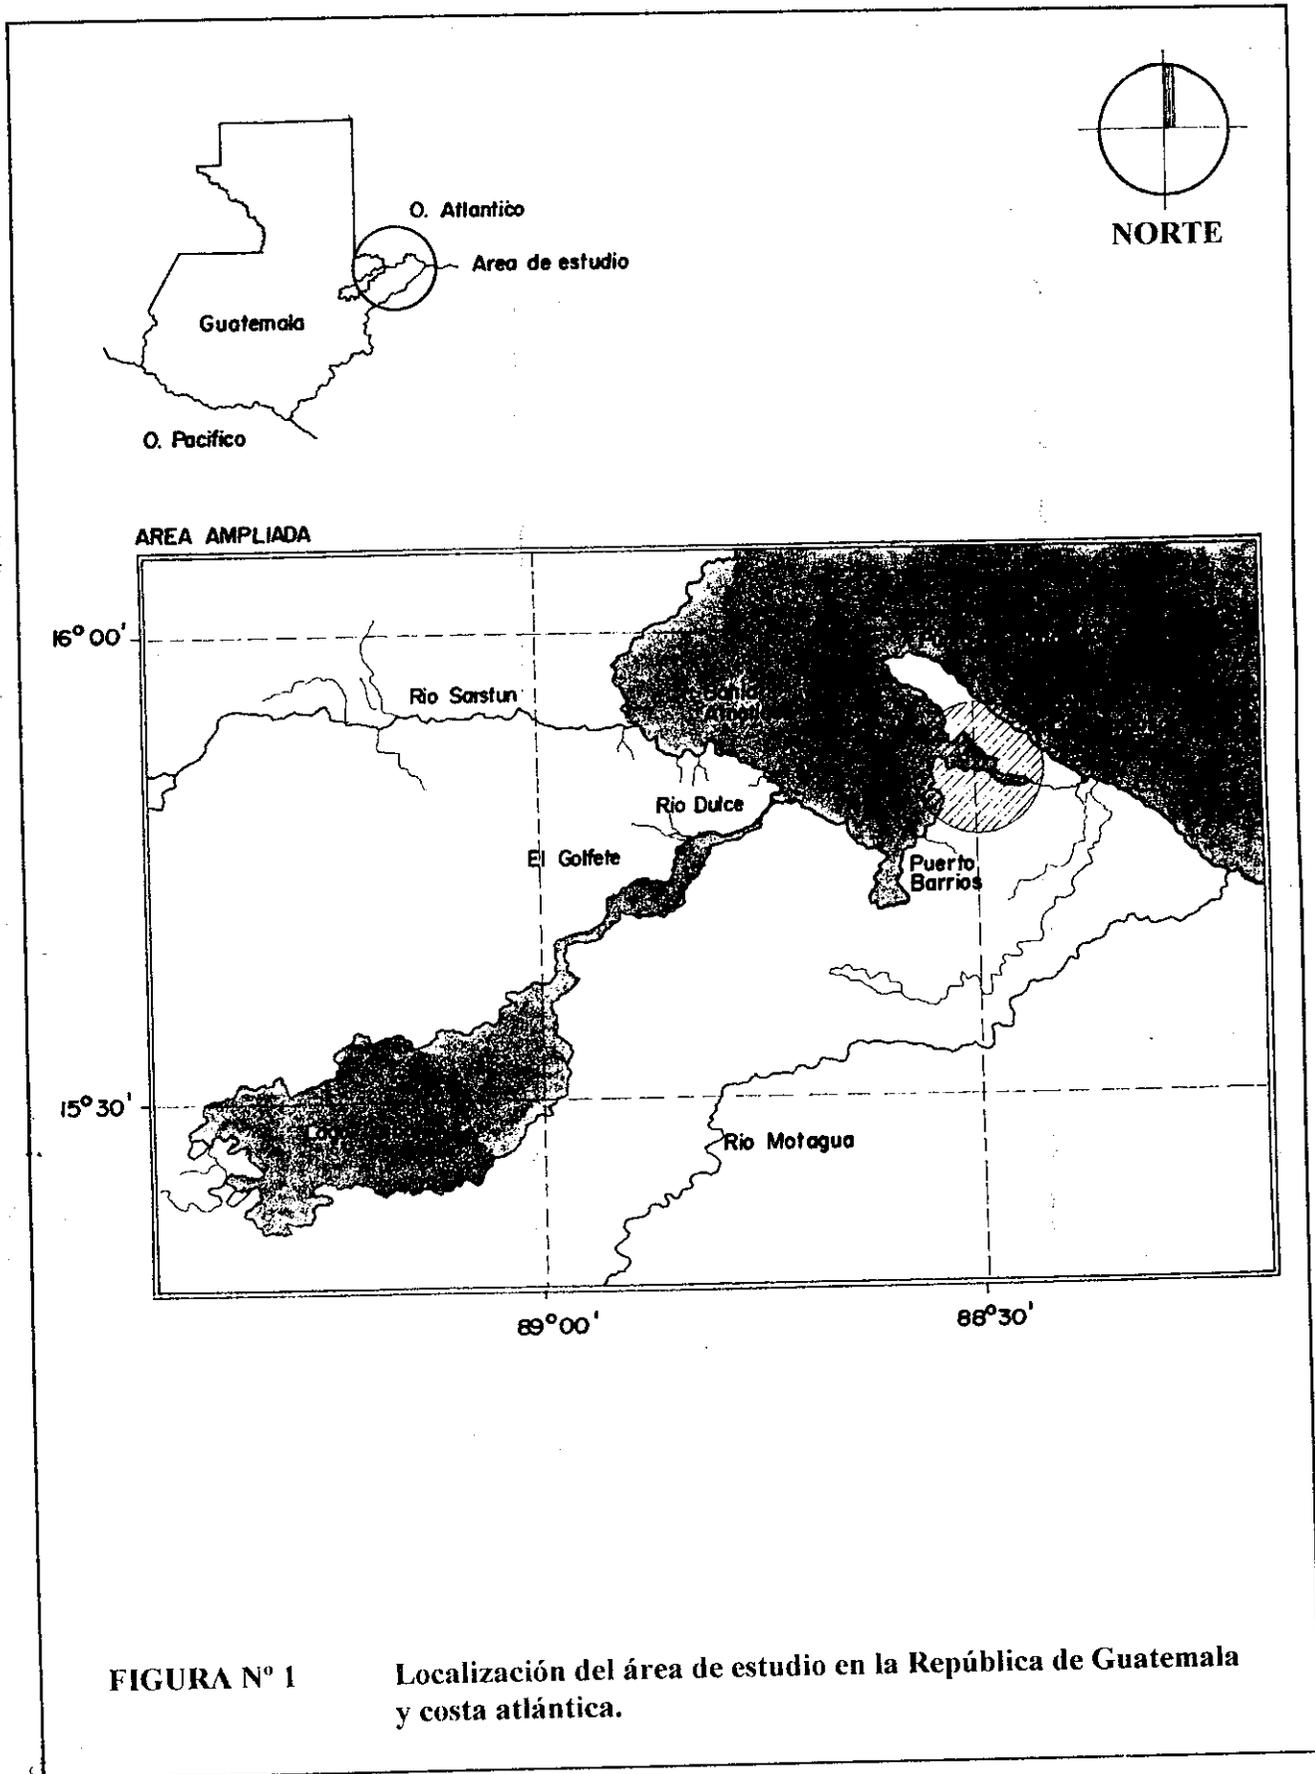 NORTE
O. Atlantico
Area de estudio
Guatemala
O. Pacifico
AREA AMPLIADA
16° 00'
Rio Sarstun
Bahia
Rio Dulce
El Golfete
Puerto
Barrios
15° 30'
Rio Motagua
89° 00'
88° 30'
FIGURA Nº 1
Localización del área de estudio en la República de Guatemala
y costa atlántica.